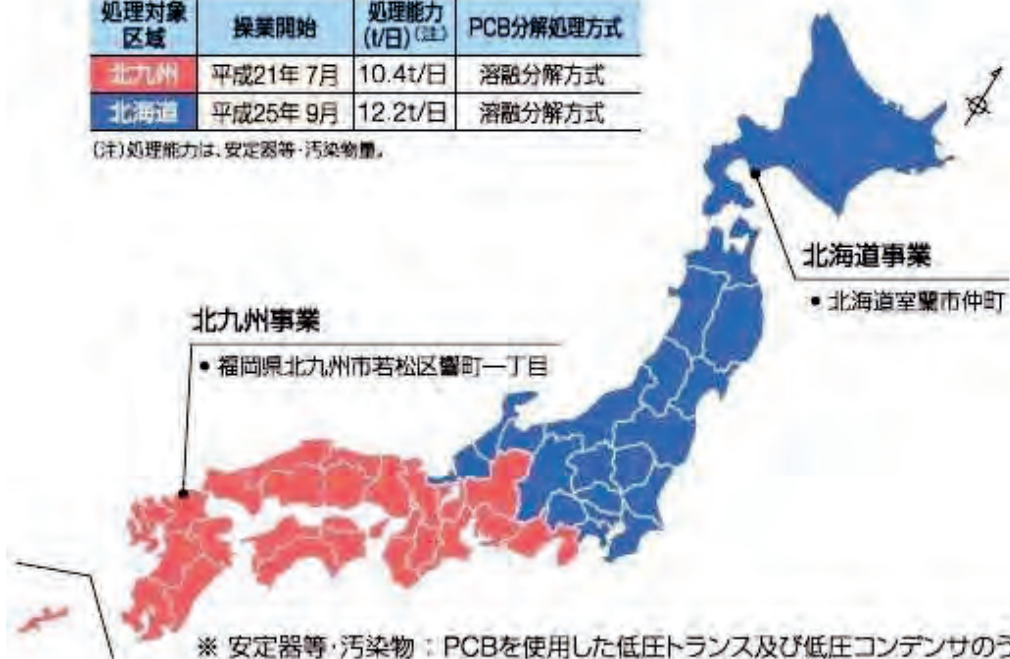 処理対象区域 操業開始 処理能力(t/日)(注) PCB分解処理方式
北九州 平成21年 7月 10.4t/日 溶融分解方式
北海道 平成25年 9月 12.2t/日 溶融分解方式
(注)処理能力は、安定器等・汚染物量。
北海道事業
• 北海道室蘭市仲町
北九州事業
• 福岡県北九州市若松区響町一丁目
※ 安定器等・汚染物 : PCBを使用した低圧トランス及び低圧コンデンサのう